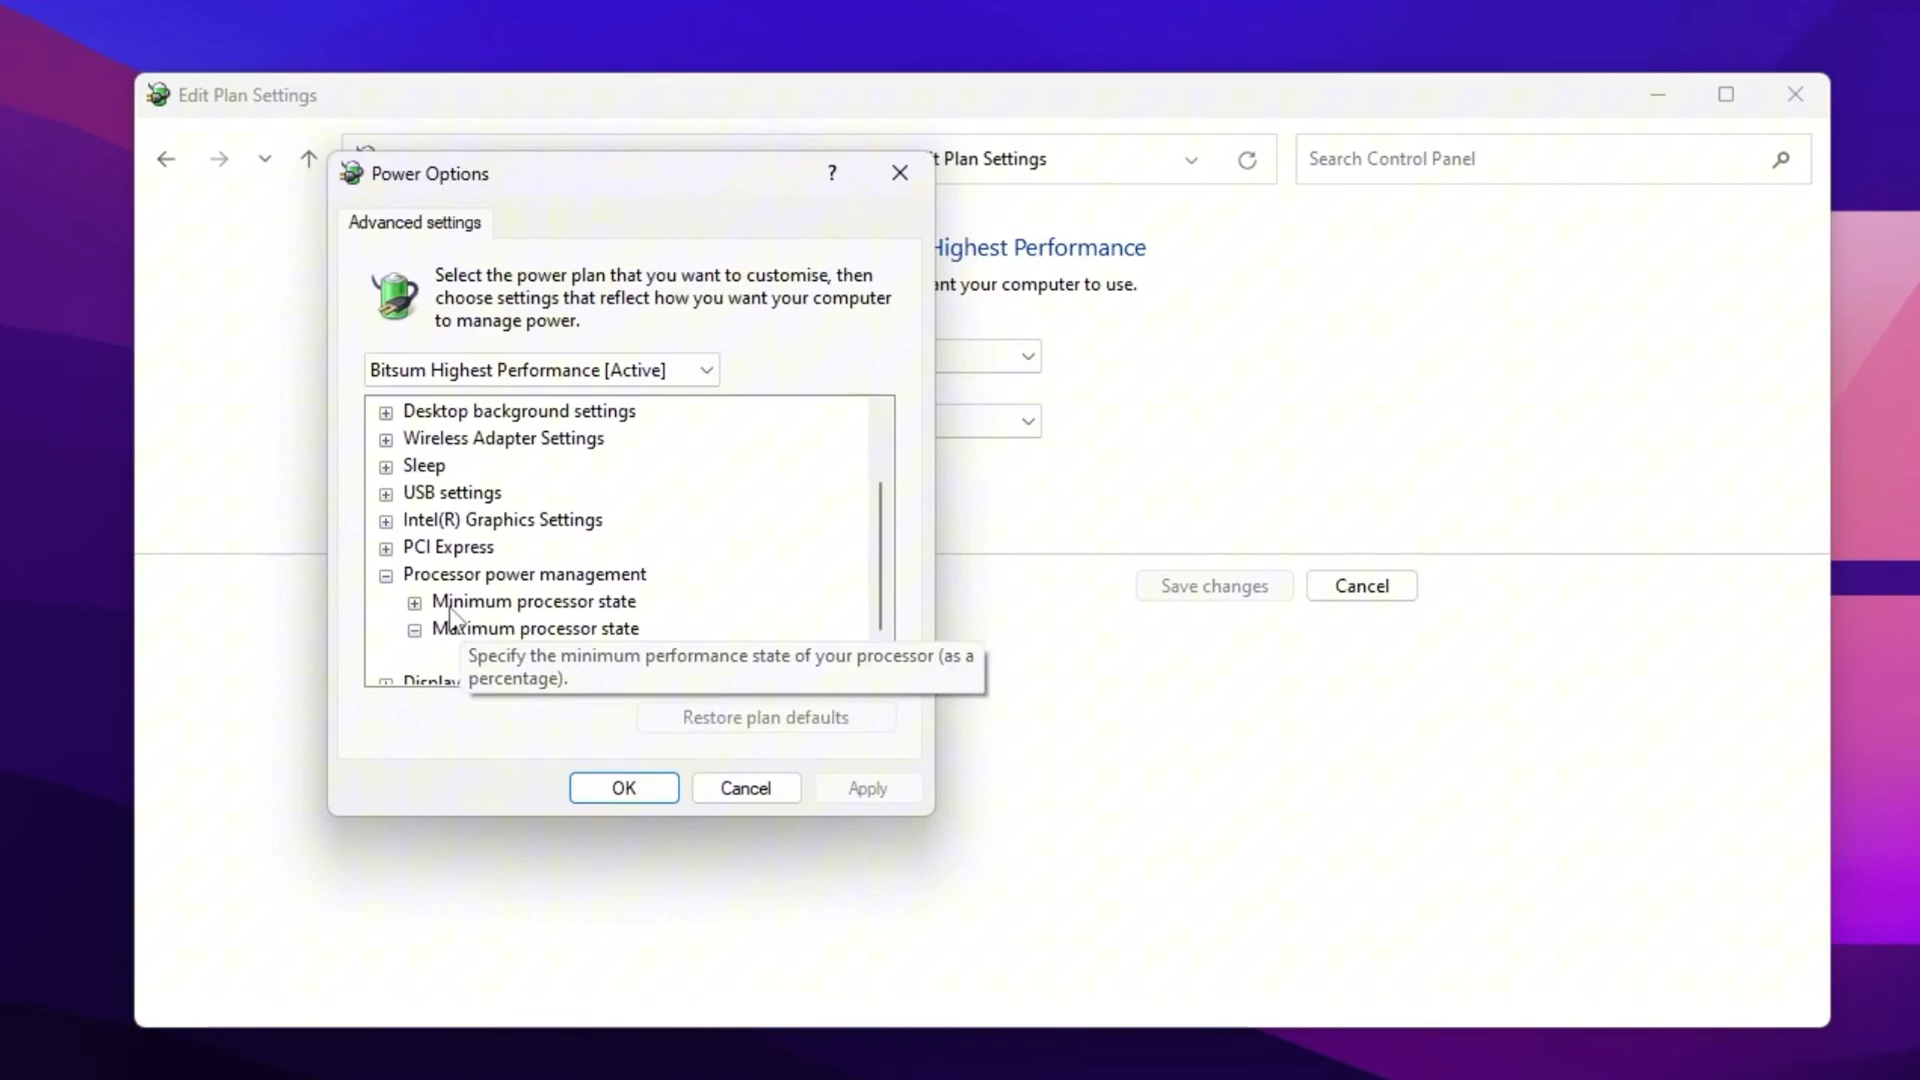 Edit Plan Settings
t Plan Settings
Search Control Panel
Power Options
?
Advanced settings
Highest Performance
Select the power plan that you want to customise, then
choose settings that reflect how you want your computer
to manage power.
ant your computer to use.
Bitsum Highest Performance [Active]
Desktop background settings
Wireless Adapter Settings
Sleep
USB settings
Intel(R) Graphics Settings
PCI Express
Processor power management
Minimum processor state
Maximum processor state
Specify the minimum performance state of your processor (as a
percentage).
Display
Save changes
Cancel
Restore plan defaults
OK
Cancel
Apply